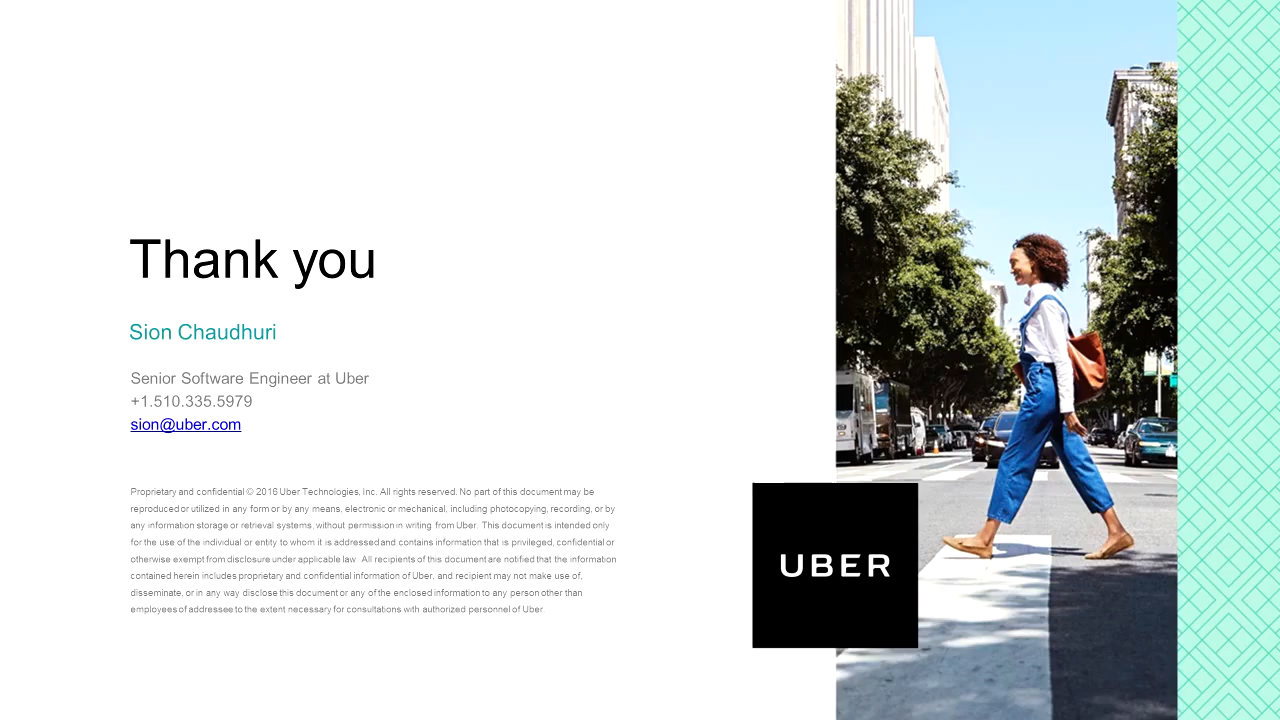 Thank you
Sion Chaudhuri
Senior Software Engineer at Uber
+1.510.335.5979
sion@uber.com
Proprietary and confidential © 2016 Uber Technologies, Inc. All rights reserved. No part of this document may be
reproduced or utilized in any form or by any means, electronic or mechanical, including photocopying, recording, or by
any information storage or retrieval systems, without permission in writing from Uber. This document is intended only
for the use of the individual or entity to whom it is addressed and contains information that is privileged, confidential or
otherwise exempt from disclosure under applicable law. All recipients of this document are notified that the information
contained herein includes proprietary and confidential information of Uber, and recipient may not make use of,
disseminate, or in any way disclose this document or any of the enclosed information to any person other than
employees of addressee to the extent necessary for consultations with authorized personnel of Uber
UBER